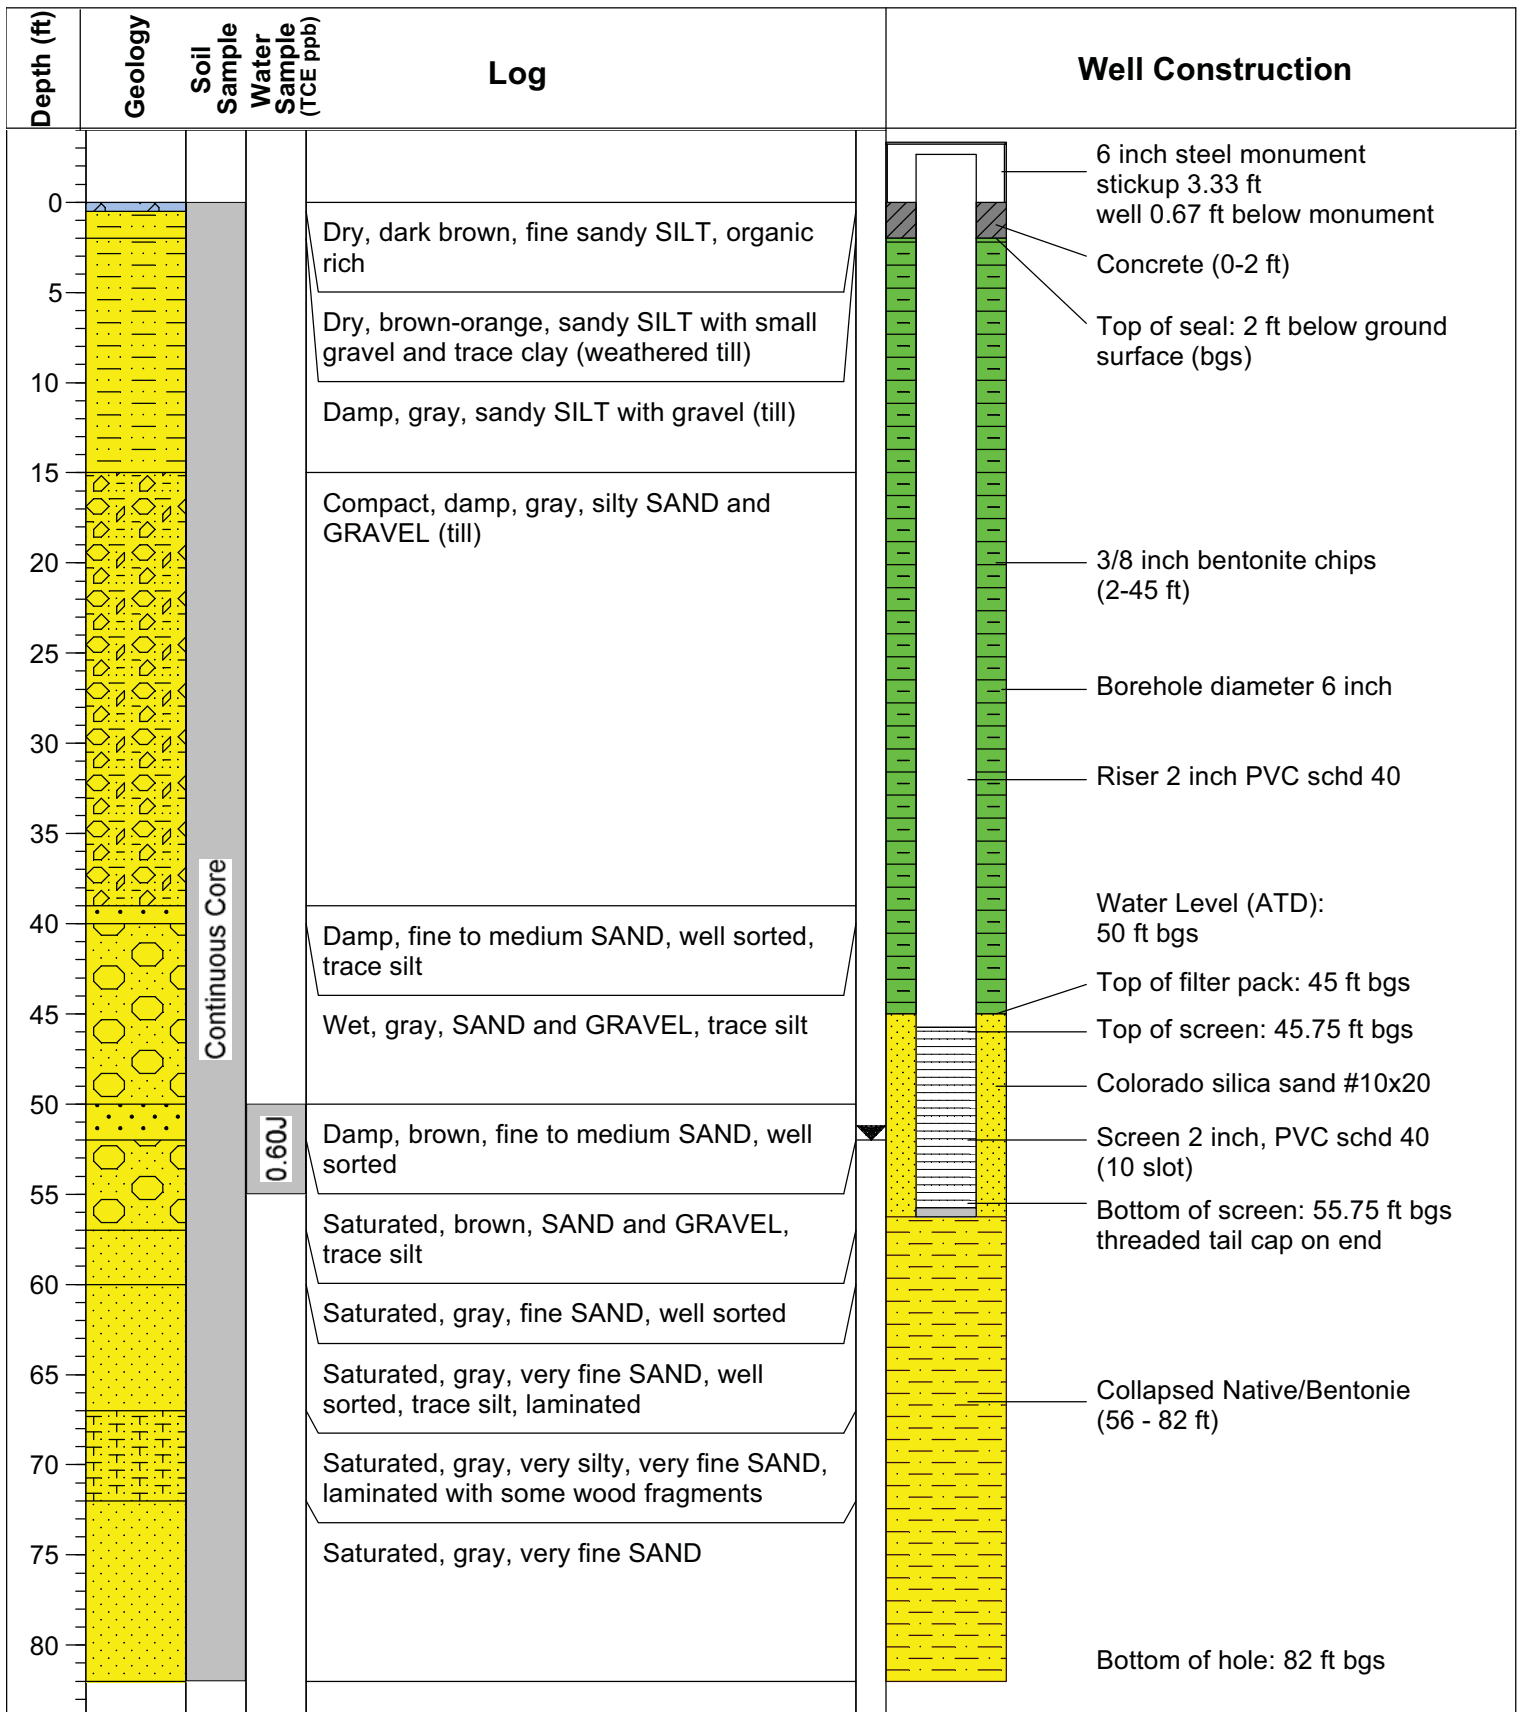 Depth (ft)
Geology
Soil
Sample
Water
Sample
(TCE ppb)
Log
Well Construction
0
5
10
15
20
25
30
35
40
45
50
55
60
65
70
75
80
Continuous Core
0.60J
Dry, dark brown, fine sandy SILT, organic
rich
Dry, brown-orange, sandy SILT with small
gravel and trace clay (weathered till)
Damp, gray, sandy SILT with gravel (till)
Compact, damp, gray, silty SAND and
GRAVEL (till)
Damp, fine to medium SAND, well sorted,
trace silt
Wet, gray, SAND and GRAVEL, trace silt
Damp, brown, fine to medium SAND, well
sorted
Saturated, brown, SAND and GRAVEL,
trace silt
Saturated, gray, fine SAND, well sorted
Saturated, gray, very fine SAND, well
sorted, trace silt, laminated
Saturated, gray, very silty, very fine SAND,
laminated with some wood fragments
Saturated, gray, very fine SAND
6 inch steel monument
stickup 3.33 ft
well 0.67 ft below monument
Concrete (0-2 ft)
Top of seal: 2 ft below ground
surface (bgs)
3/8 inch bentonite chips
(2-45 ft)
Borehole diameter 6 inch
Riser 2 inch PVC schd 40
Water Level (ATD):
50 ft bgs
Top of filter pack: 45 ft bgs
Top of screen: 45.75 ft bgs
Colorado silica sand #10x20
Screen 2 inch, PVC schd 40
(10 slot)
Bottom of screen: 55.75 ft bgs
threaded tail cap on end
Collapsed Native/Bentonie
(56 - 82 ft)
Bottom of hole: 82 ft bgs